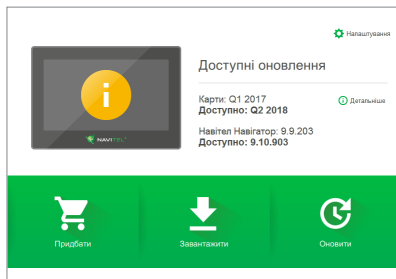 Налаштування
Доступні оновлення
Карти: Q1 2017
Доступно: Q2 2018
Детальніше
Навітел Навігатор: 9.9.203
Доступно: 9.10.903
NAVITEL
Придбати
Завантажити
Оновити